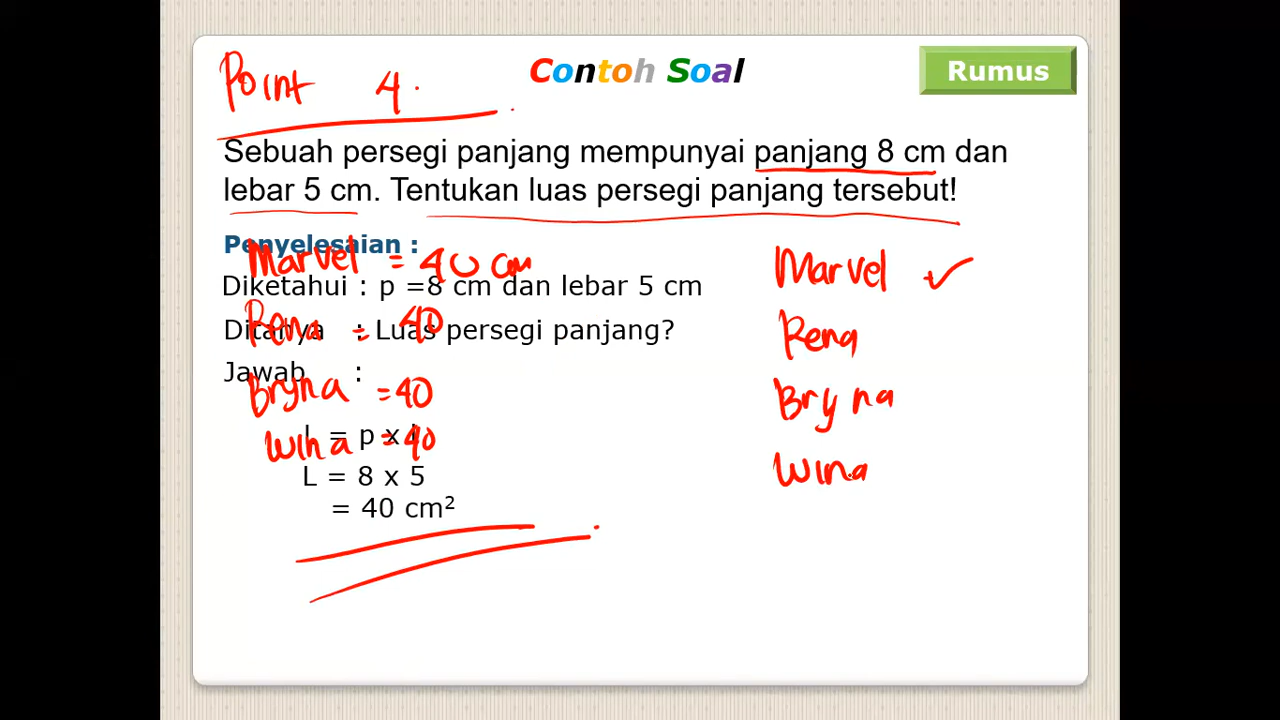 Point 4.
Contoh Soal
Rumus
Sebuah persegi panjang mempunyai panjang 8 cm dan
lebar 5 cm. Tentukan luas persegi panjang tersebut!
Penyelesaian :
Marvel = 40 cm
Marvel ✓
Diketahui : p =8 cm dan lebar 5 cm
Rena = 40
Rena
Ditanya : Luas persegi panjang?
Jawab :
Bryna = 40
Bryna
L = p x l
Wina = 40
Wina
L = 8 x 5
= 40 cm²